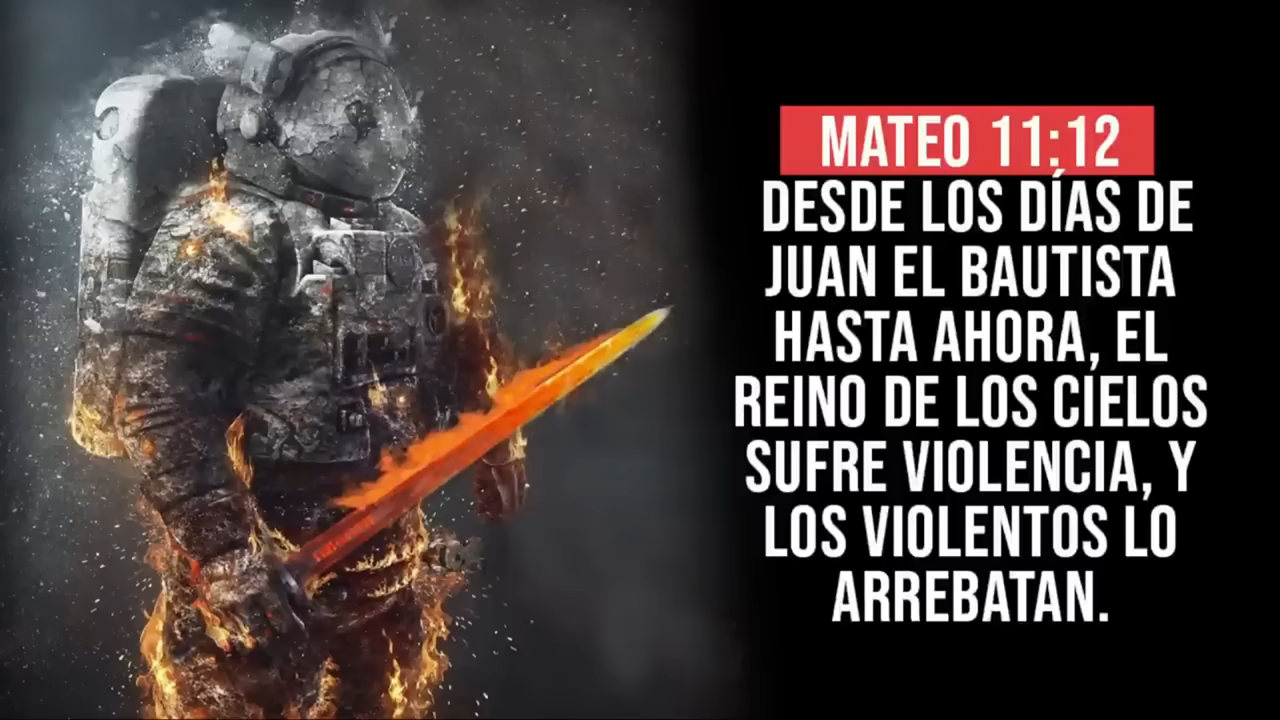 MATEO 11:12
DESDE LOS DÍAS DE
JUAN EL BAUTISTA
HASTA AHORA, EL
REINO DE LOS CIELOS
SUFRE VIOLENCIA, Y
LOS VIOLENTOS LO
ARREBATAN.